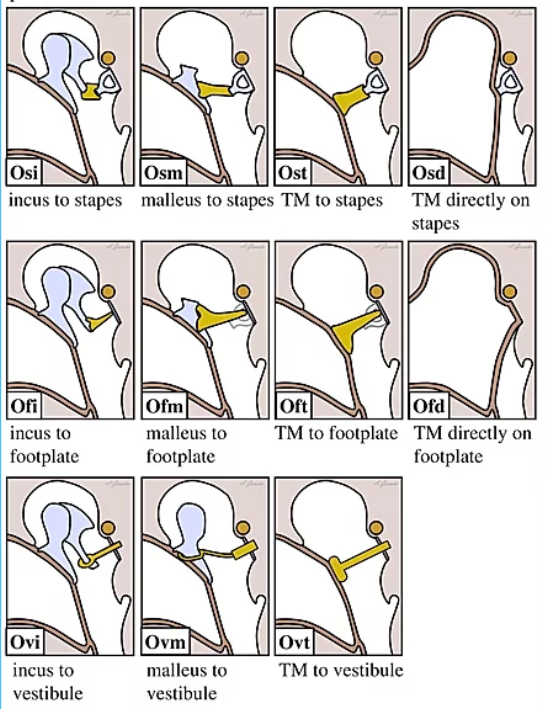 Osi
Osm
Ost
Osd
incus to stapes
malleus to stapes
TM to stapes
TM directly on
stapes
Ofi
Ofm
Oft
Ofd
incus to
footplate
malleus to
footplate
TM to footplate
TM directly on
footplate
Ovi
Ovm
Ovt
incus to
vestibule
malleus to
vestibule
TM to vestibule